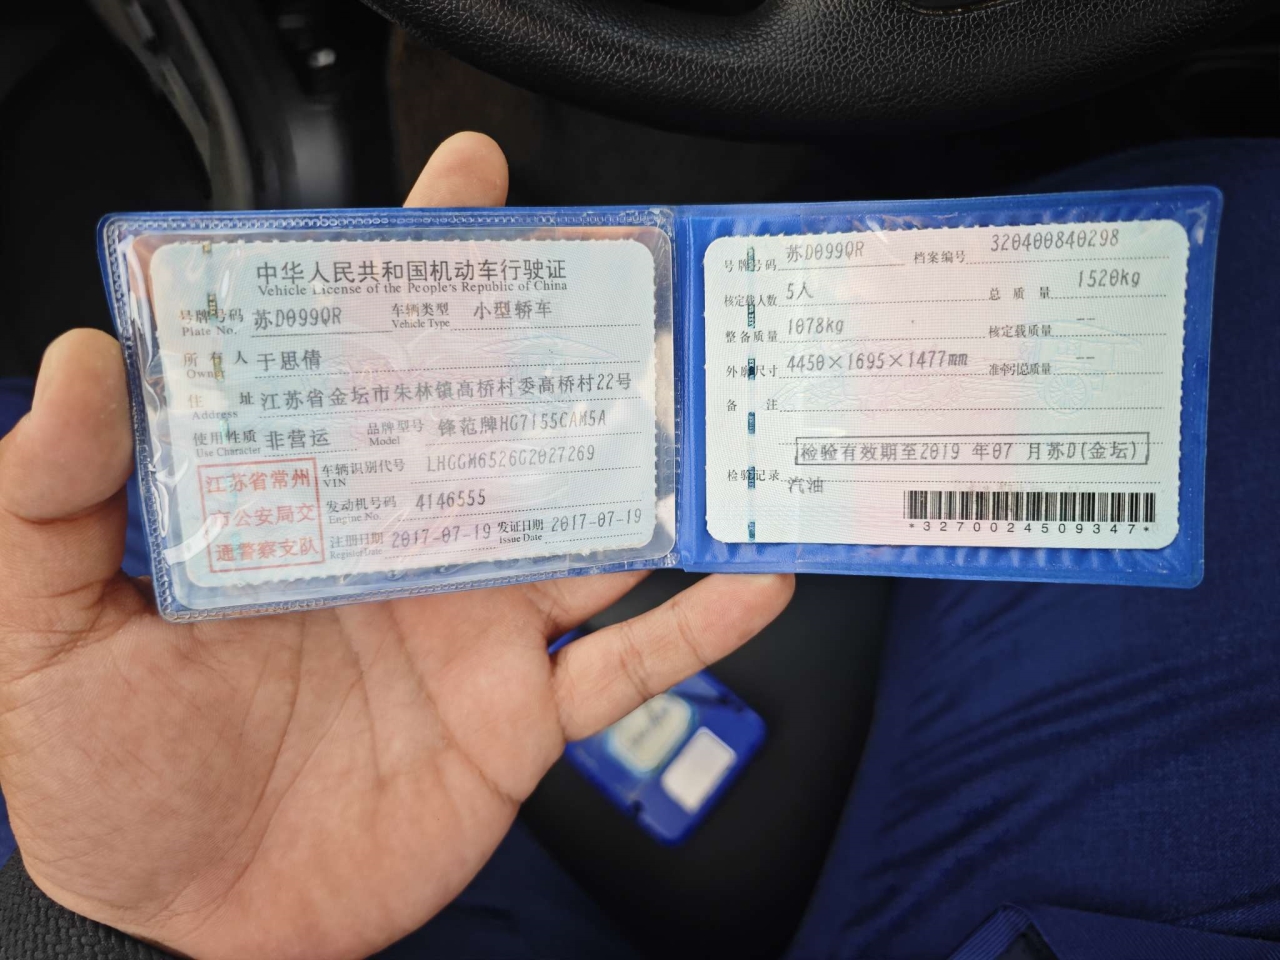 中华人民共和国机动车行驶证
Vehicle License of the People's Republic of China
号牌号码 苏D099QR 车辆类型 小型轿车
Plate No. Vehicle Type
所有人 于思倩
Owner
住址 江苏省金坛市朱林镇高桥村委高桥村22号
Address
使用性质 非营运 品牌型号 锋范牌HG7155CAM5A
Use Character Model
江苏省常州
市公安局交
通警察支队
车辆识别代号 LHGGM6526G2027269
VIN
发动机号码 4146555
Engine No.
注册日期 2017-07-19 发证日期 2017-07-19
Register Date Issue Date
号牌号码 苏D099QR 档案编号 320400840298
核定载人数 5人 总质量 1520kg
整备质量 1078kg 核定载质量 --
外廓尺寸 4450×1695×1477mm 准牵引总质量 --
备注
检验有效期至2019 年07 月苏D(金坛)
检验记录
汽油
*3270024509347*